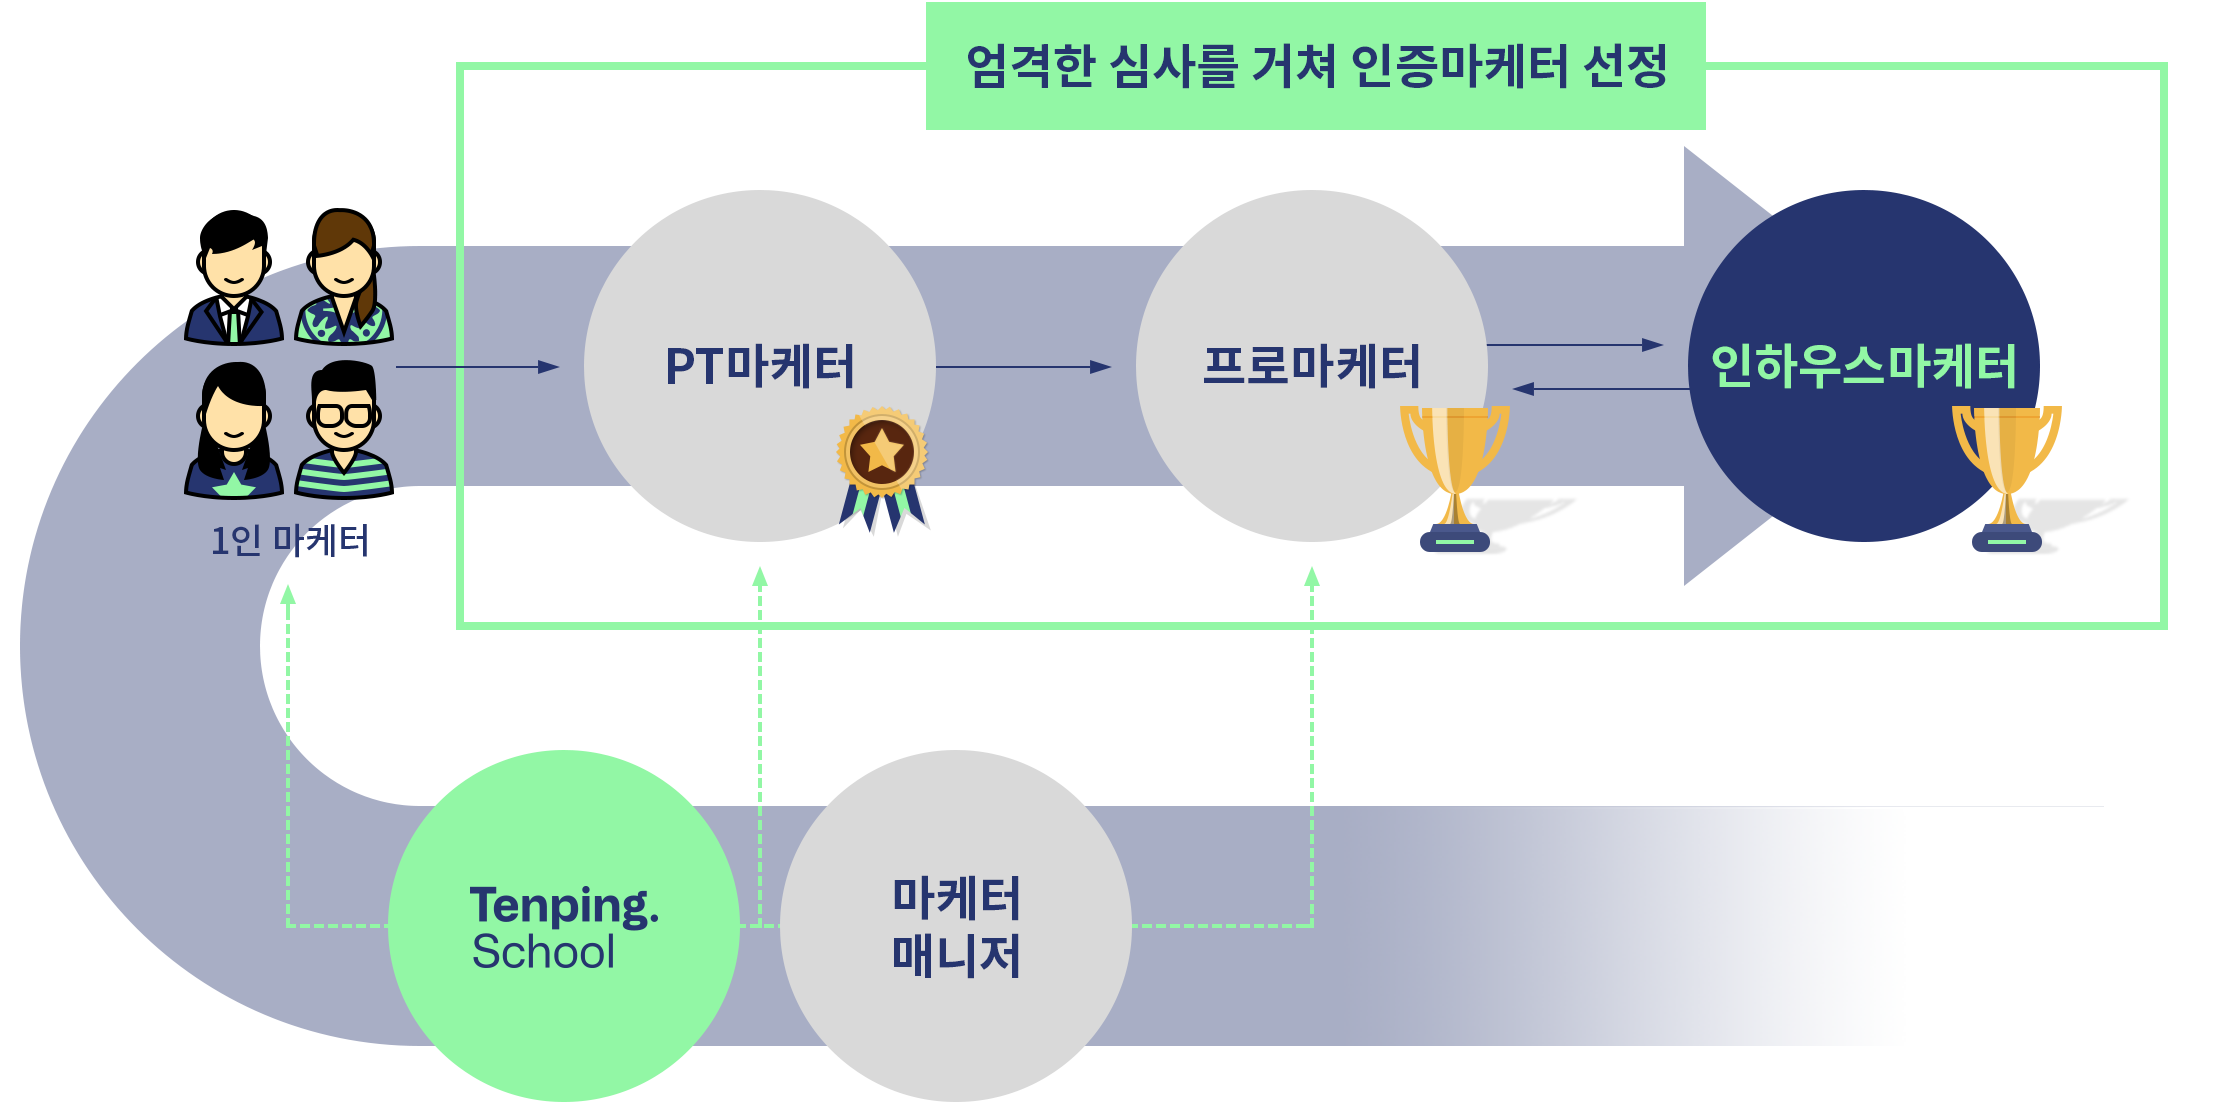 엄격한 심사를 거쳐 인증마케터 선정
PT마케터
프로마케터
인하우스마케터
1인 마케터
Tenping.
School
마케터
매니저